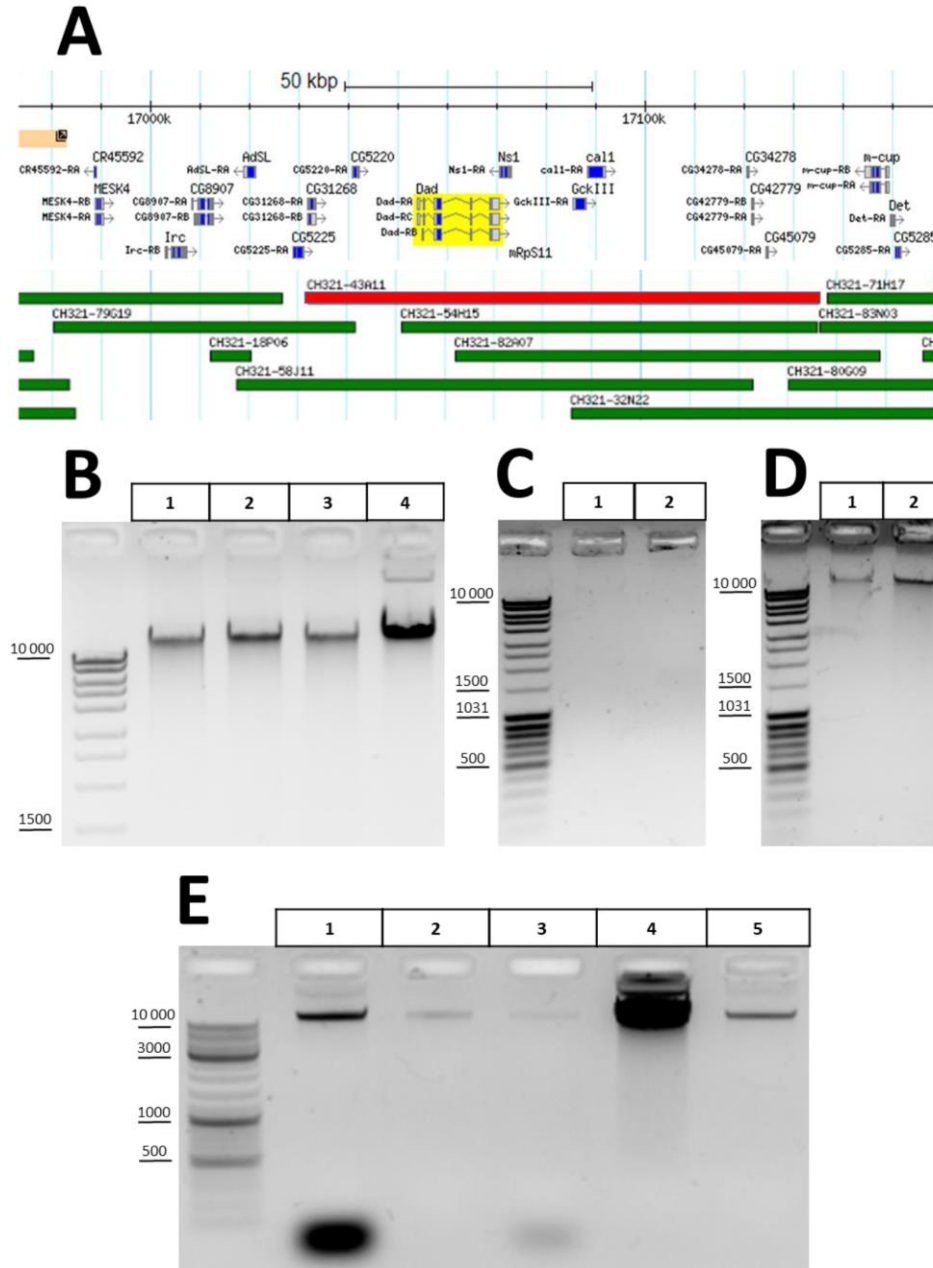 A
50 kbp
17000k 17100k
CR45592 AdSL CG5220 Ns1 cal1 CG34278 m-cup
CR45592-RA AdSL-RA CG5220-RA Ns1-RA cal1-RA CG34278-RA m-cup-RB
m-cup-RA
MESK4 CG8907 CG31268 Dad GckIII CG42779 Det
MESK4-RB CG8907-RA CG31268-RA Dad-RA GckIII-RA CG42779-RB Det-RA
MESK4-RA CG8907-RB CG31268-RB Dad-RC CG42779-RA
Irc CG5225 Dad-RB mRpS11 CG45079 CG5285
Irc-RB CG5225-RA CG45079-RA CG5285-RA
CH321-43A11 CH321-71H17
CH321-79G19 CH321-54H15 CH321-83N03
CH321-18P06 CH321-82A07 CH
CH321-58J11 CH321-80G09
CH321-32N22
B
1 2 3 4
10 000
1500
C
1 2
10 000
1500
1031
500
D
1 2
10 000
1500
1031
500
E
1 2 3 4 5
10 000
3000
1000
500